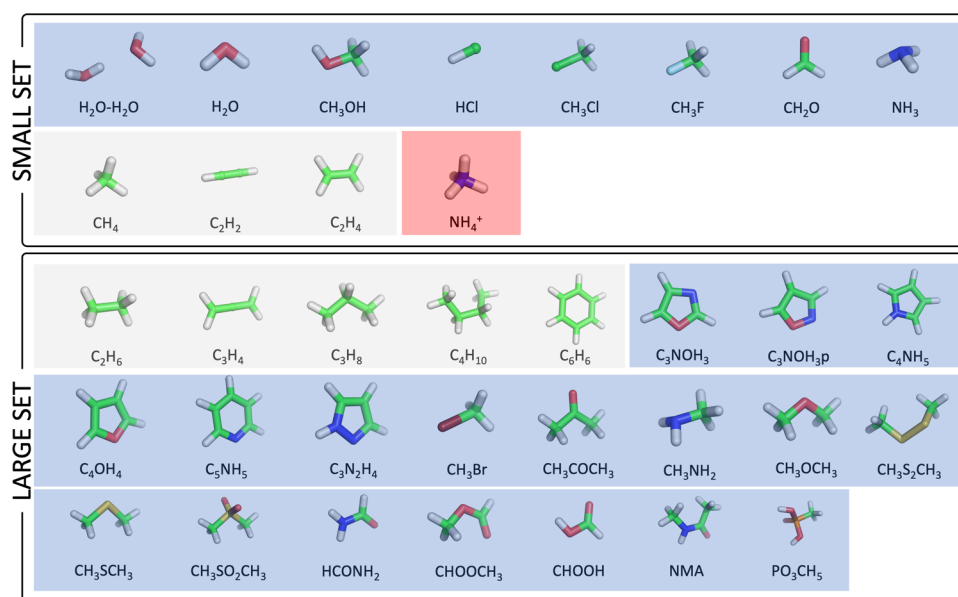 SMALL SET
H₂O-H₂O H₂O CH₃OH HCl CH₃Cl CH₃F CH₂O NH₃
CH₄ C₂H₂ C₂H₄ NH₄⁺
LARGE SET
C₂H₆ C₃H₄ C₃H₈ C₄H₁₀ C₆H₆ C₃NOH₃ C₃NOH₃p C₄NH₅
C₄OH₄ C₅NH₅ C₃N₂H₄ CH₃Br CH₃COCH₃ CH₃NH₂ CH₃OCH₃ CH₃S₂CH₃
CH₃SCH₃ CH₃SO₂CH₃ HCONH₂ CHOOCH₃ CHOOH NMA PO₃CH₅